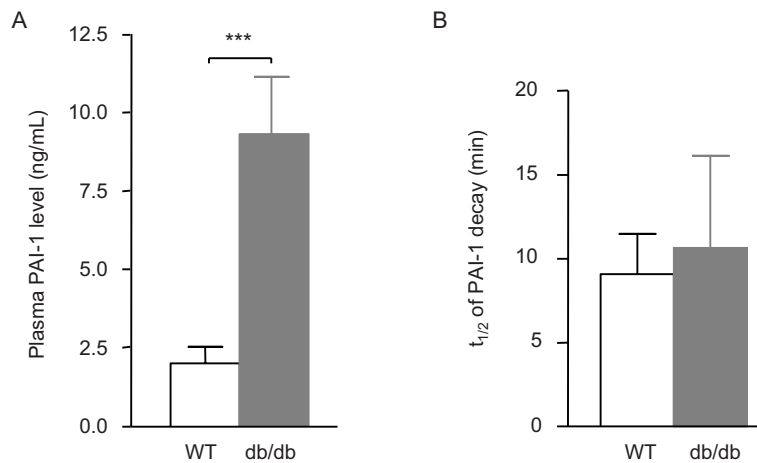 A
Plasma PAI-1 level (ng/mL)
12.5
10.0
7.5
5.0
2.5
0.0
***
WT
db/db
B
t1/2 of PAI-1 decay (min)
20
15
10
5
0
WT
db/db